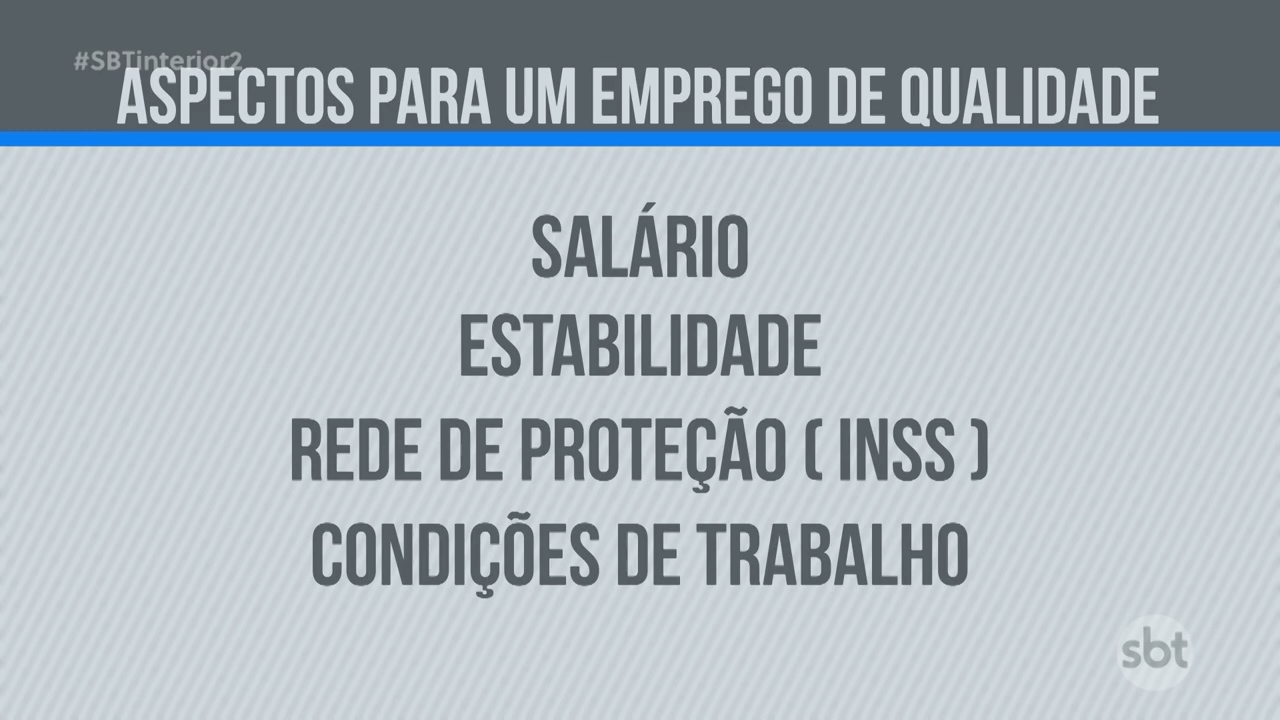 #SBTinterior2
ASPECTOS PARA UM EMPREGO DE QUALIDADE
SALÁRIO
ESTABILIDADE
REDE DE PROTEÇÃO ( INSS )
CONDIÇÕES DE TRABALHO
sbt